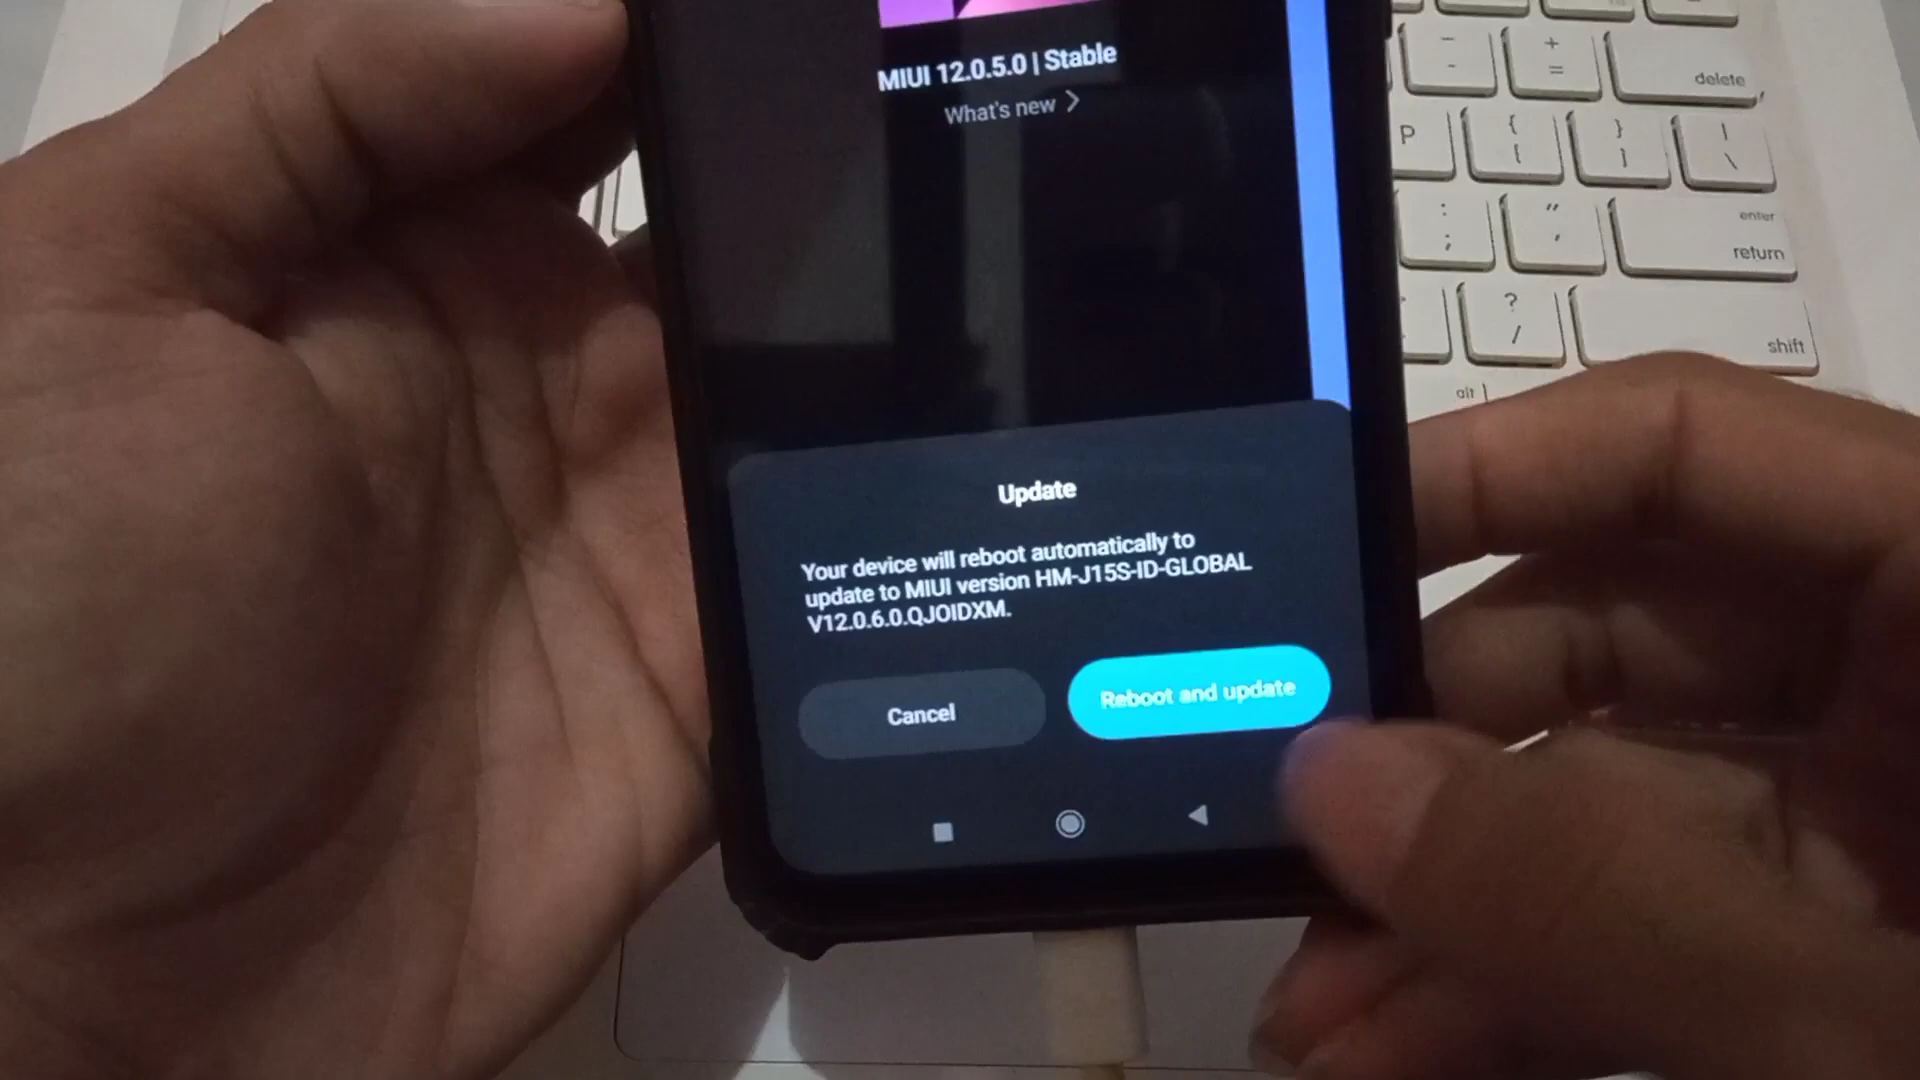 MIUI 12.0.5.0 | Stable
What's new >
Update
Your device will reboot automatically to
update to MIUI version HM-J15S-ID-GLOBAL
V12.0.6.0.QJOIDXM.
Cancel
Reboot and update
-
-
+
=
delete
P
{
[
}
]
|
\
:
;
"
'
enter
return
?
/
shift
alt